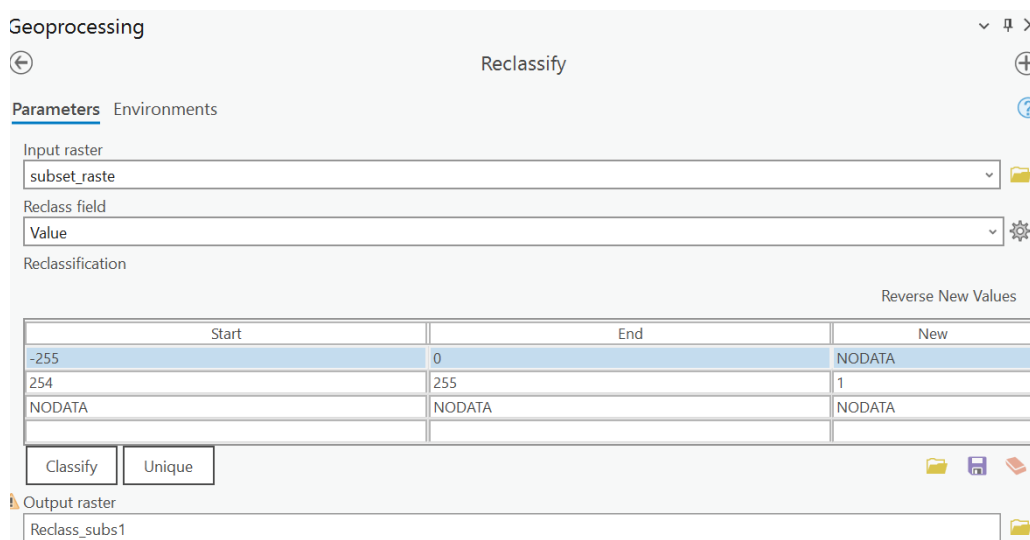 Geoprocessing
Reclassify
Parameters Environments
Input raster
subset_raste
Reclass field
Value
Reclassification
Reverse New Values
Start End New
-255 0 NODATA
254 255 1
NODATA NODATA NODATA
Classify Unique
Output raster
Reclass_subs1